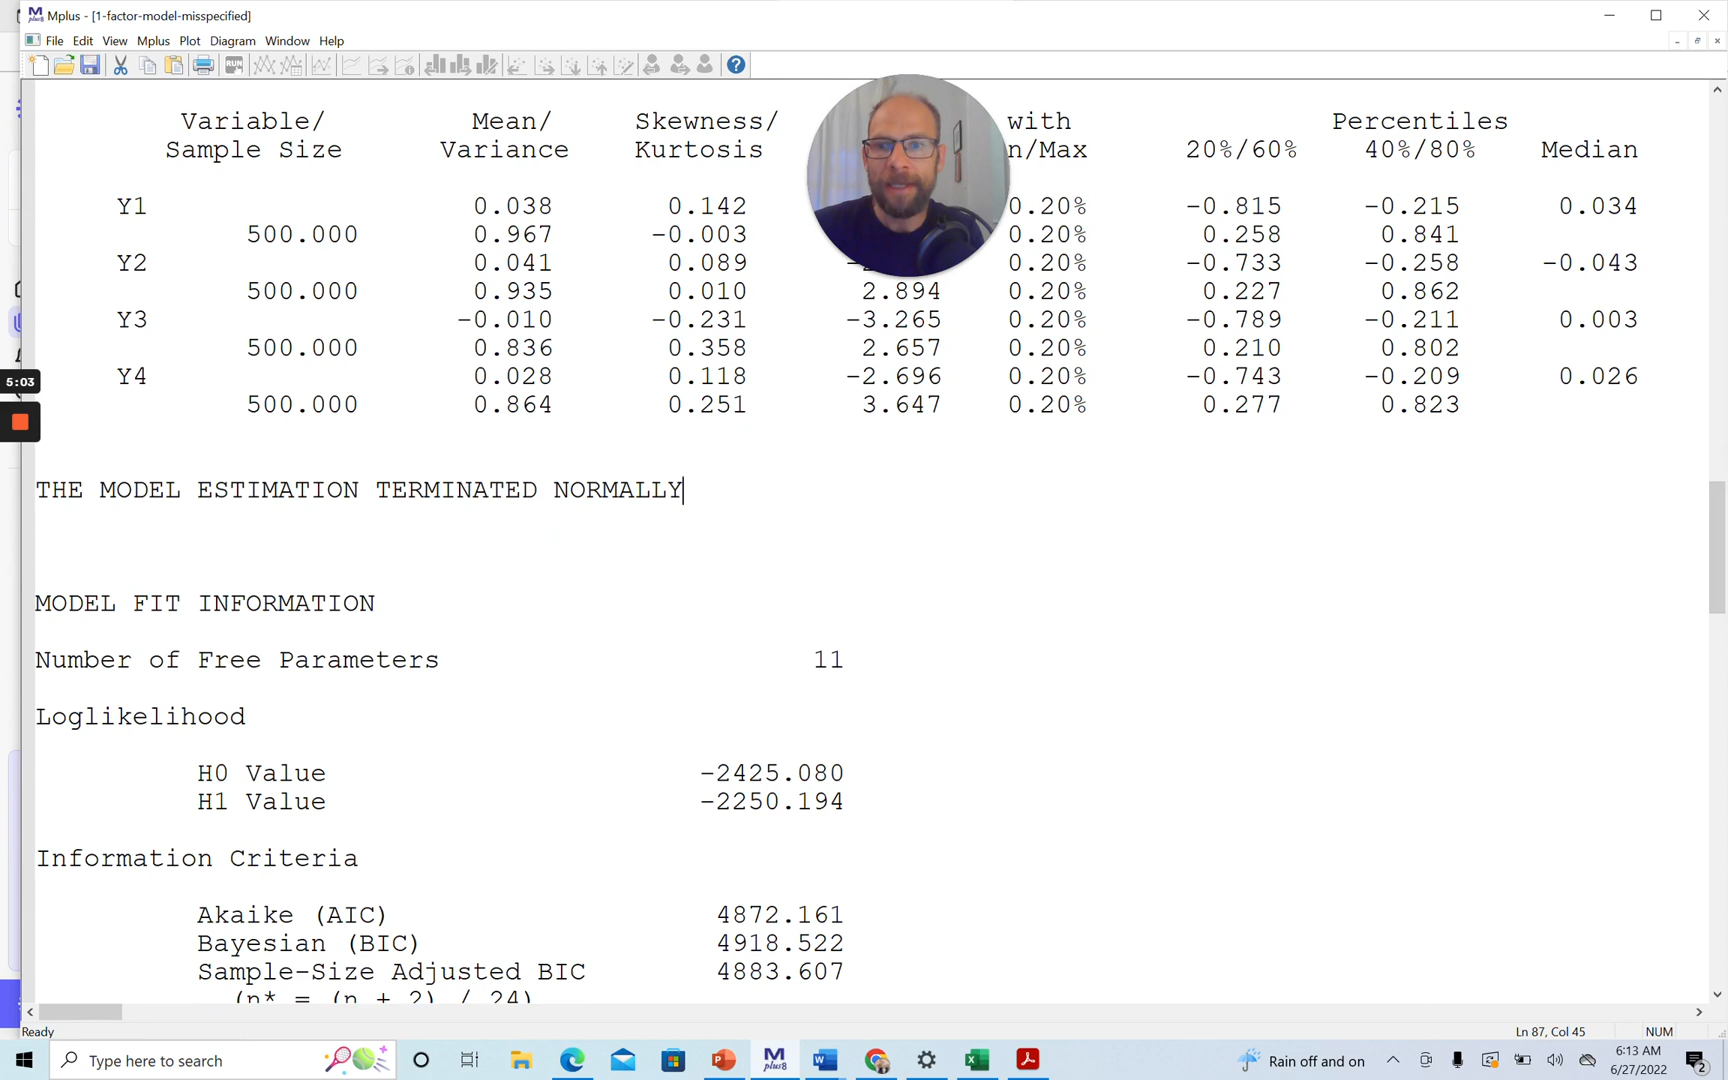 Mplus - [1-factor-model-misspecified]
File Edit View Mplus Plot Diagram Window Help
Variable/ Mean/ Skewness/ with Percentiles
Sample Size Variance Kurtosis n/Max 20%/60% 40%/80% Median
Y1 0.038 0.142 0.20% -0.815 -0.215 0.034
500.000 0.967 -0.003 0.20% 0.258 0.841
Y2 0.041 0.089 0.20% -0.733 -0.258 -0.043
500.000 0.935 0.010 2.894 0.20% 0.227 0.862
Y3 -0.010 -0.231 -3.265 0.20% -0.789 -0.211 0.003
500.000 0.836 0.358 2.657 0.20% 0.210 0.802
Y4 0.028 0.118 -2.696 0.20% -0.743 -0.209 0.026
500.000 0.864 0.251 3.647 0.20% 0.277 0.823
5:03
THE MODEL ESTIMATION TERMINATED NORMALLY
MODEL FIT INFORMATION
Number of Free Parameters 11
Loglikelihood
H0 Value -2425.080
H1 Value -2250.194
Information Criteria
Akaike (AIC) 4872.161
Bayesian (BIC) 4918.522
Sample-Size Adjusted BIC 4883.607
(n* = (n + 2) / 24)
Ready Ln 87, Col 45 NUM
Type here to search
Rain off and on
6:13 AM
6/27/2022
2